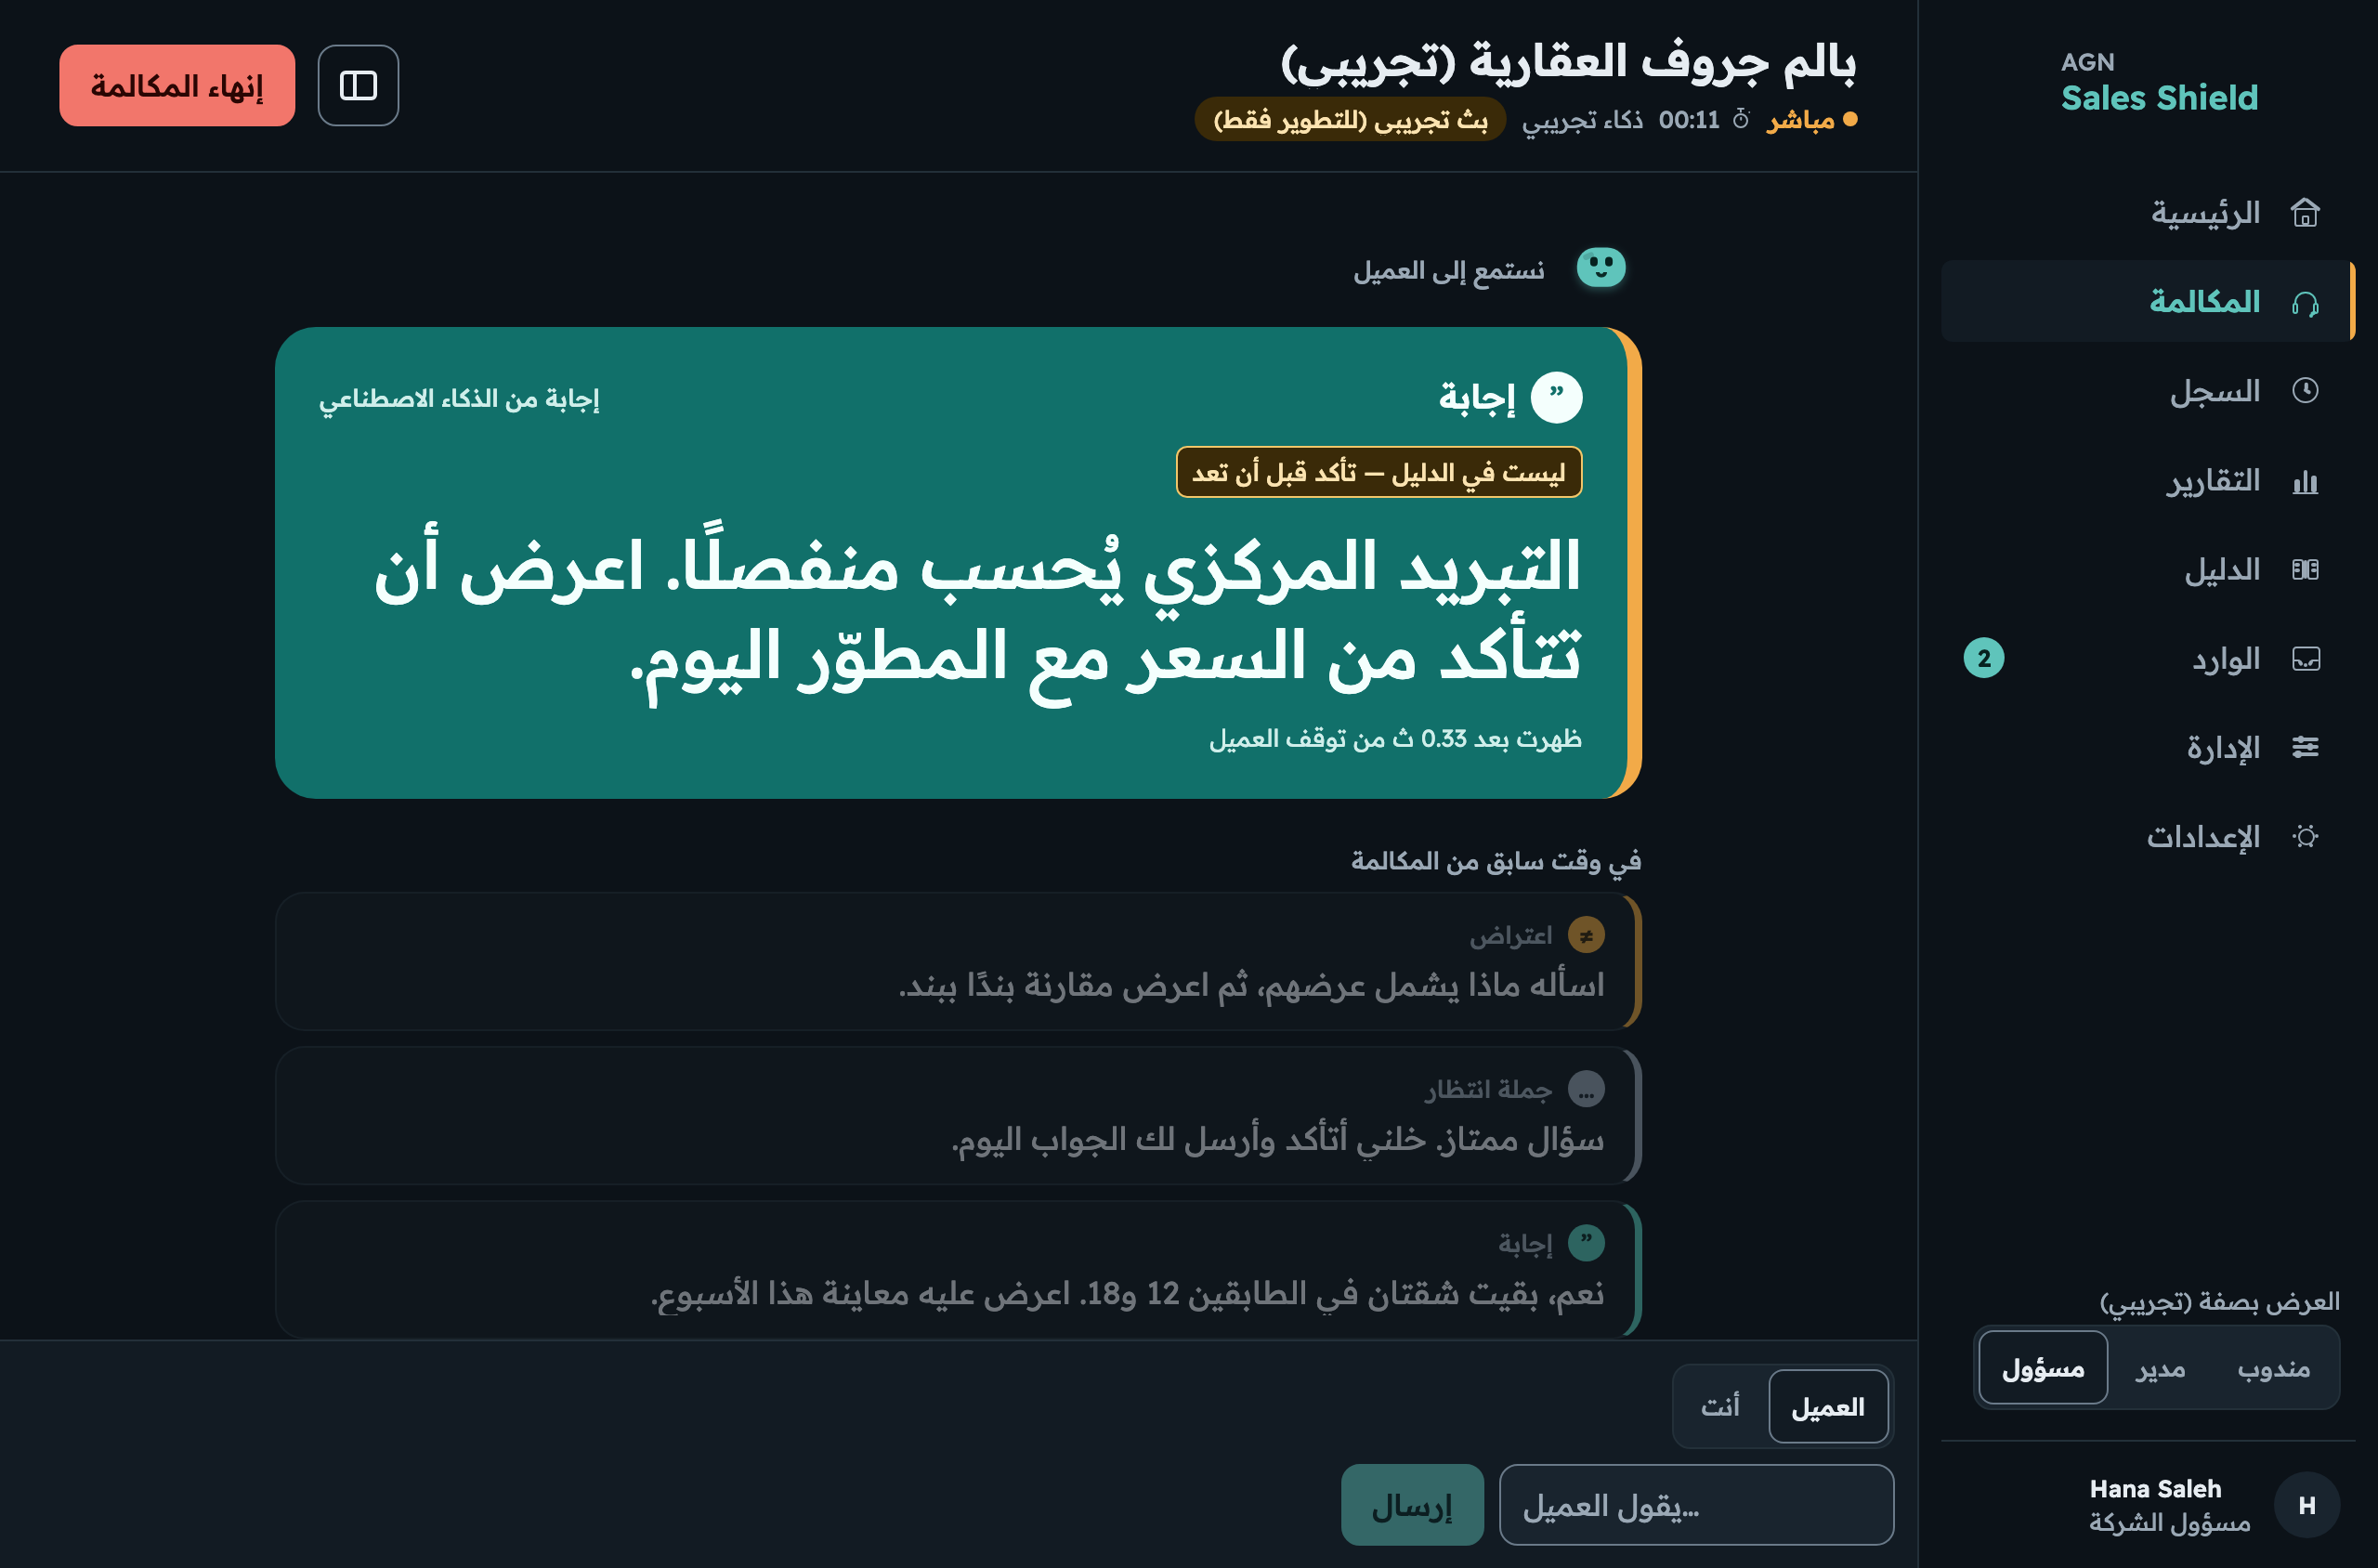 AGN
Sales Shield
الرئيسية
المكالمة
السجل
التقارير
الدليل
الوارد
2
الإدارة
الإعدادات
العرض بصفة (تجريبي)
مندوب
مدير
مسؤول
H
Hana Saleh
مسؤول الشركة
بالم جروف العقارية (تجريبي)
مباشر 00:11 ذكاء تجريبي بث تجريبي (للتطوير فقط)
إنهاء المكالمة
نستمع إلى العميل
إجابة
إجابة من الذكاء الاصطناعي
ليست في الدليل — تأكد قبل أن تعد
التبريد المركزي يُحسب منفصلًا. اعرض أن
تتأكد من السعر مع المطوّر اليوم.
ظهرت بعد 0.33 ث من توقف العميل
في وقت سابق من المكالمة
≠ اعتراض
اسأله ماذا يشمل عرضهم، ثم اعرض مقارنة بندًا ببند.
... جملة انتظار
سؤال ممتاز. خلني أتأكد وأرسل لك الجواب اليوم.
إجابة
نعم، بقيت شقتان في الطابقين 12 و18. اعرض عليه معاينة هذا الأسبوع.
العميل
أنت
يقول العميل...
إرسال